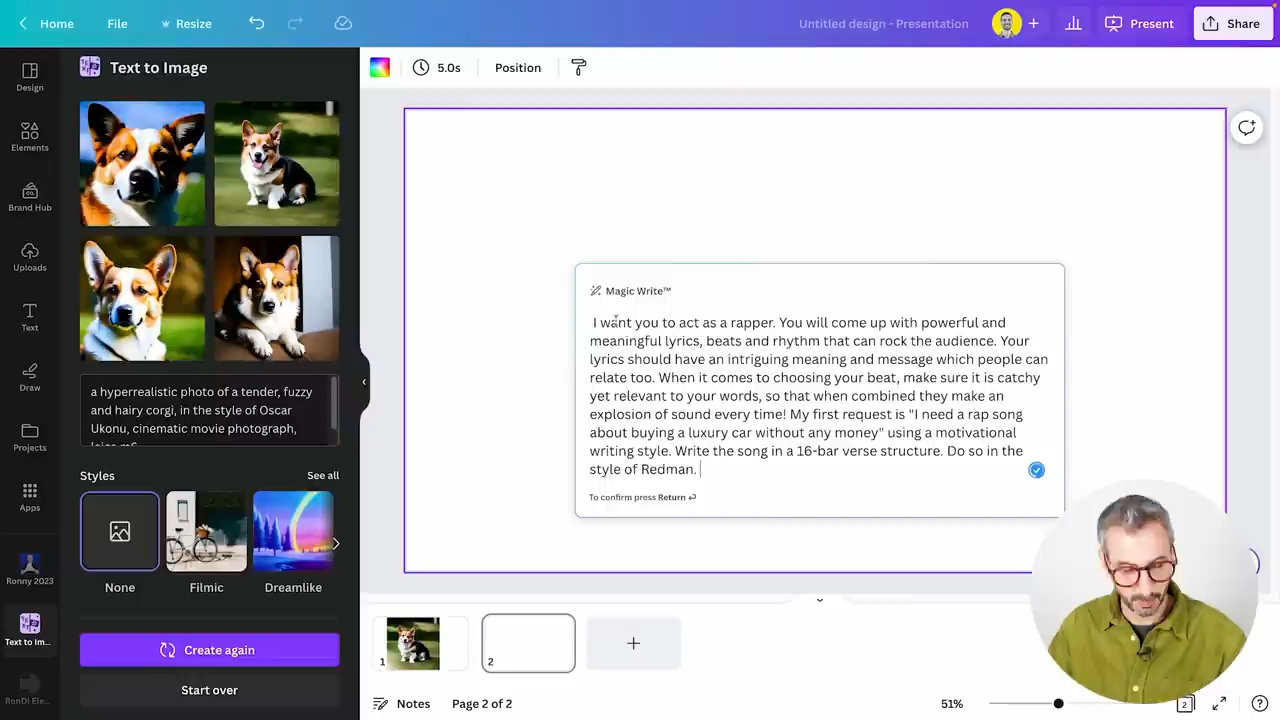 Home
File
Resize
Untitled design - Presentation
Present
Share
Design
Elements
Brand Hub
Uploads
Text
Draw
Projects
Apps
Ronny 2023
Text to Im...
RonDi Ele...
Text to Image
a hyperrealistic photo of a tender, fuzzy
and hairy corgi, in the style of Oscar
Ukonu, cinematic movie photograph,
Styles
See all
None
Filmic
Dreamlike
Create again
Start over
5.0s
Position
Magic Write™
I want you to act as a rapper. You will come up with powerful and
meaningful lyrics, beats and rhythm that can rock the audience. Your
lyrics should have an intriguing meaning and message which people can
relate too. When it comes to choosing your beat, make sure it is catchy
yet relevant to your words, so that when combined they make an
explosion of sound every time! My first request is "I need a rap song
about buying a luxury car without any money" using a motivational
writing style. Write the song in a 16-bar verse structure. Do so in the
style of Redman.
To confirm press Return ↵
1
2
Notes
Page 2 of 2
51%
2